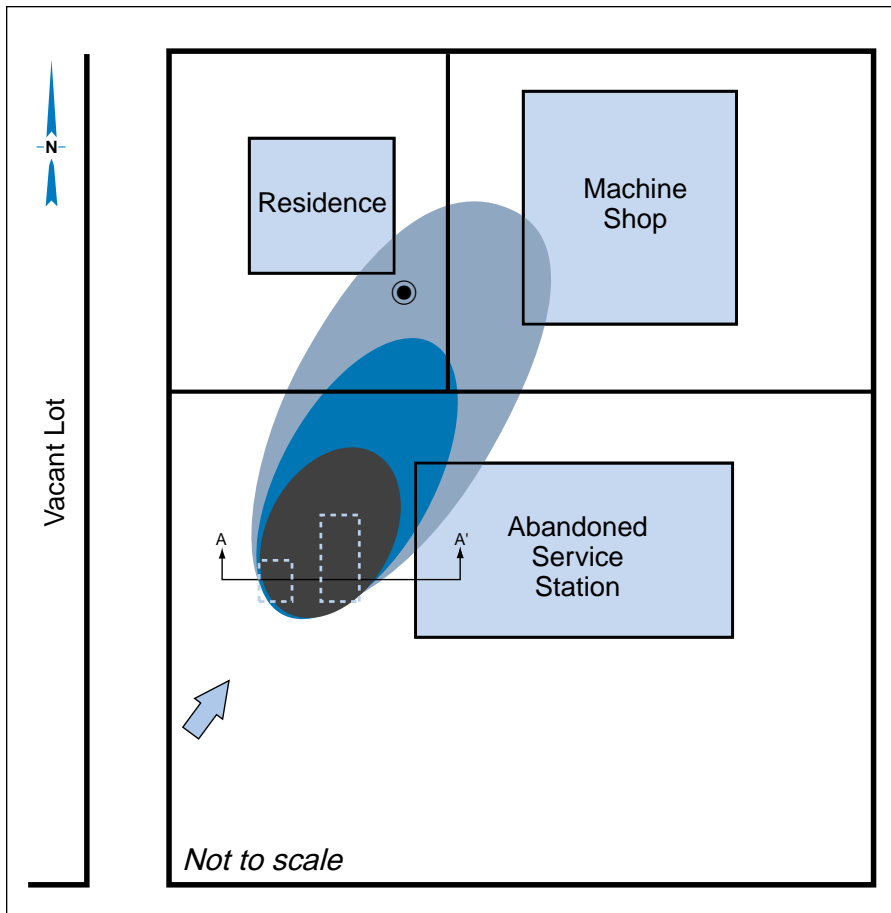 N
Residence
Machine
Shop
Vacant Lot
A
A'
Abandoned
Service
Station
Not to scale